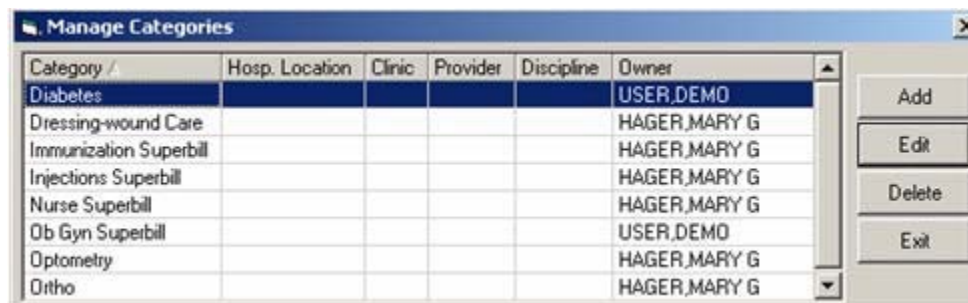 Manage Categories
Category Hosp. Location Clinic Provider Discipline Owner
Diabetes USER,DEMO
Dressing-wound Care HAGER,MARY G
Immunization Superbill HAGER,MARY G
Injections Superbill HAGER,MARY G
Nurse Superbill HAGER,MARY G
Ob Gyn Superbill USER,DEMO
Optometry HAGER,MARY G
Ortho HAGER,MARY G
Add
Edit
Delete
Exit